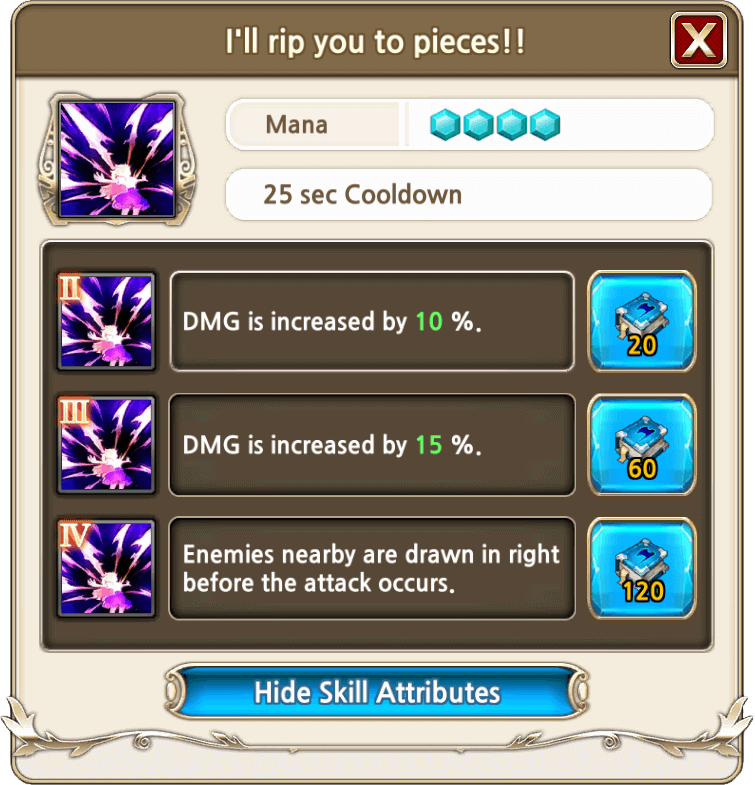 I'll rip you to pieces!!
X
Mana
25 sec Cooldown
II
DMG is increased by 10 %.
20
III
DMG is increased by 15 %.
60
IV
Enemies nearby are drawn in right
before the attack occurs.
120
Hide Skill Attributes